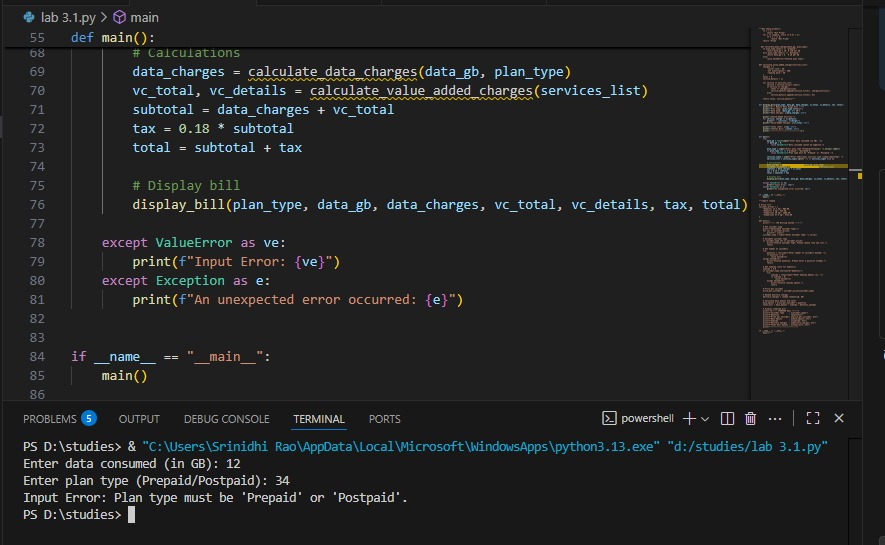 lab 3.1.py > main
55 def main():
68 # Calculations
69 data_charges = calculate_data_charges(data_gb, plan_type)
70 vc_total, vc_details = calculate_value_added_charges(services_list)
71 subtotal = data_charges + vc_total
72 tax = 0.18 * subtotal
73 total = subtotal + tax
74
75 # Display bill
76 display_bill(plan_type, data_gb, data_charges, vc_total, vc_details, tax, total)
77
78 except ValueError as ve:
79 print(f"Input Error: {ve}")
80 except Exception as e:
81 print(f"An unexpected error occurred: {e}")
82
83
84 if __name__ == "__main__":
85 main()
86
PROBLEMS 5 OUTPUT DEBUG CONSOLE TERMINAL PORTS powershell
PS D:\studies> & "C:\Users\Srinidhi Rao\AppData\Local\Microsoft\WindowsApps\python3.13.exe" "d:/studies/lab 3.1.py"
Enter data consumed (in GB): 12
Enter plan type (Prepaid/Postpaid): 34
Input Error: Plan type must be 'Prepaid' or 'Postpaid'.
PS D:\studies>